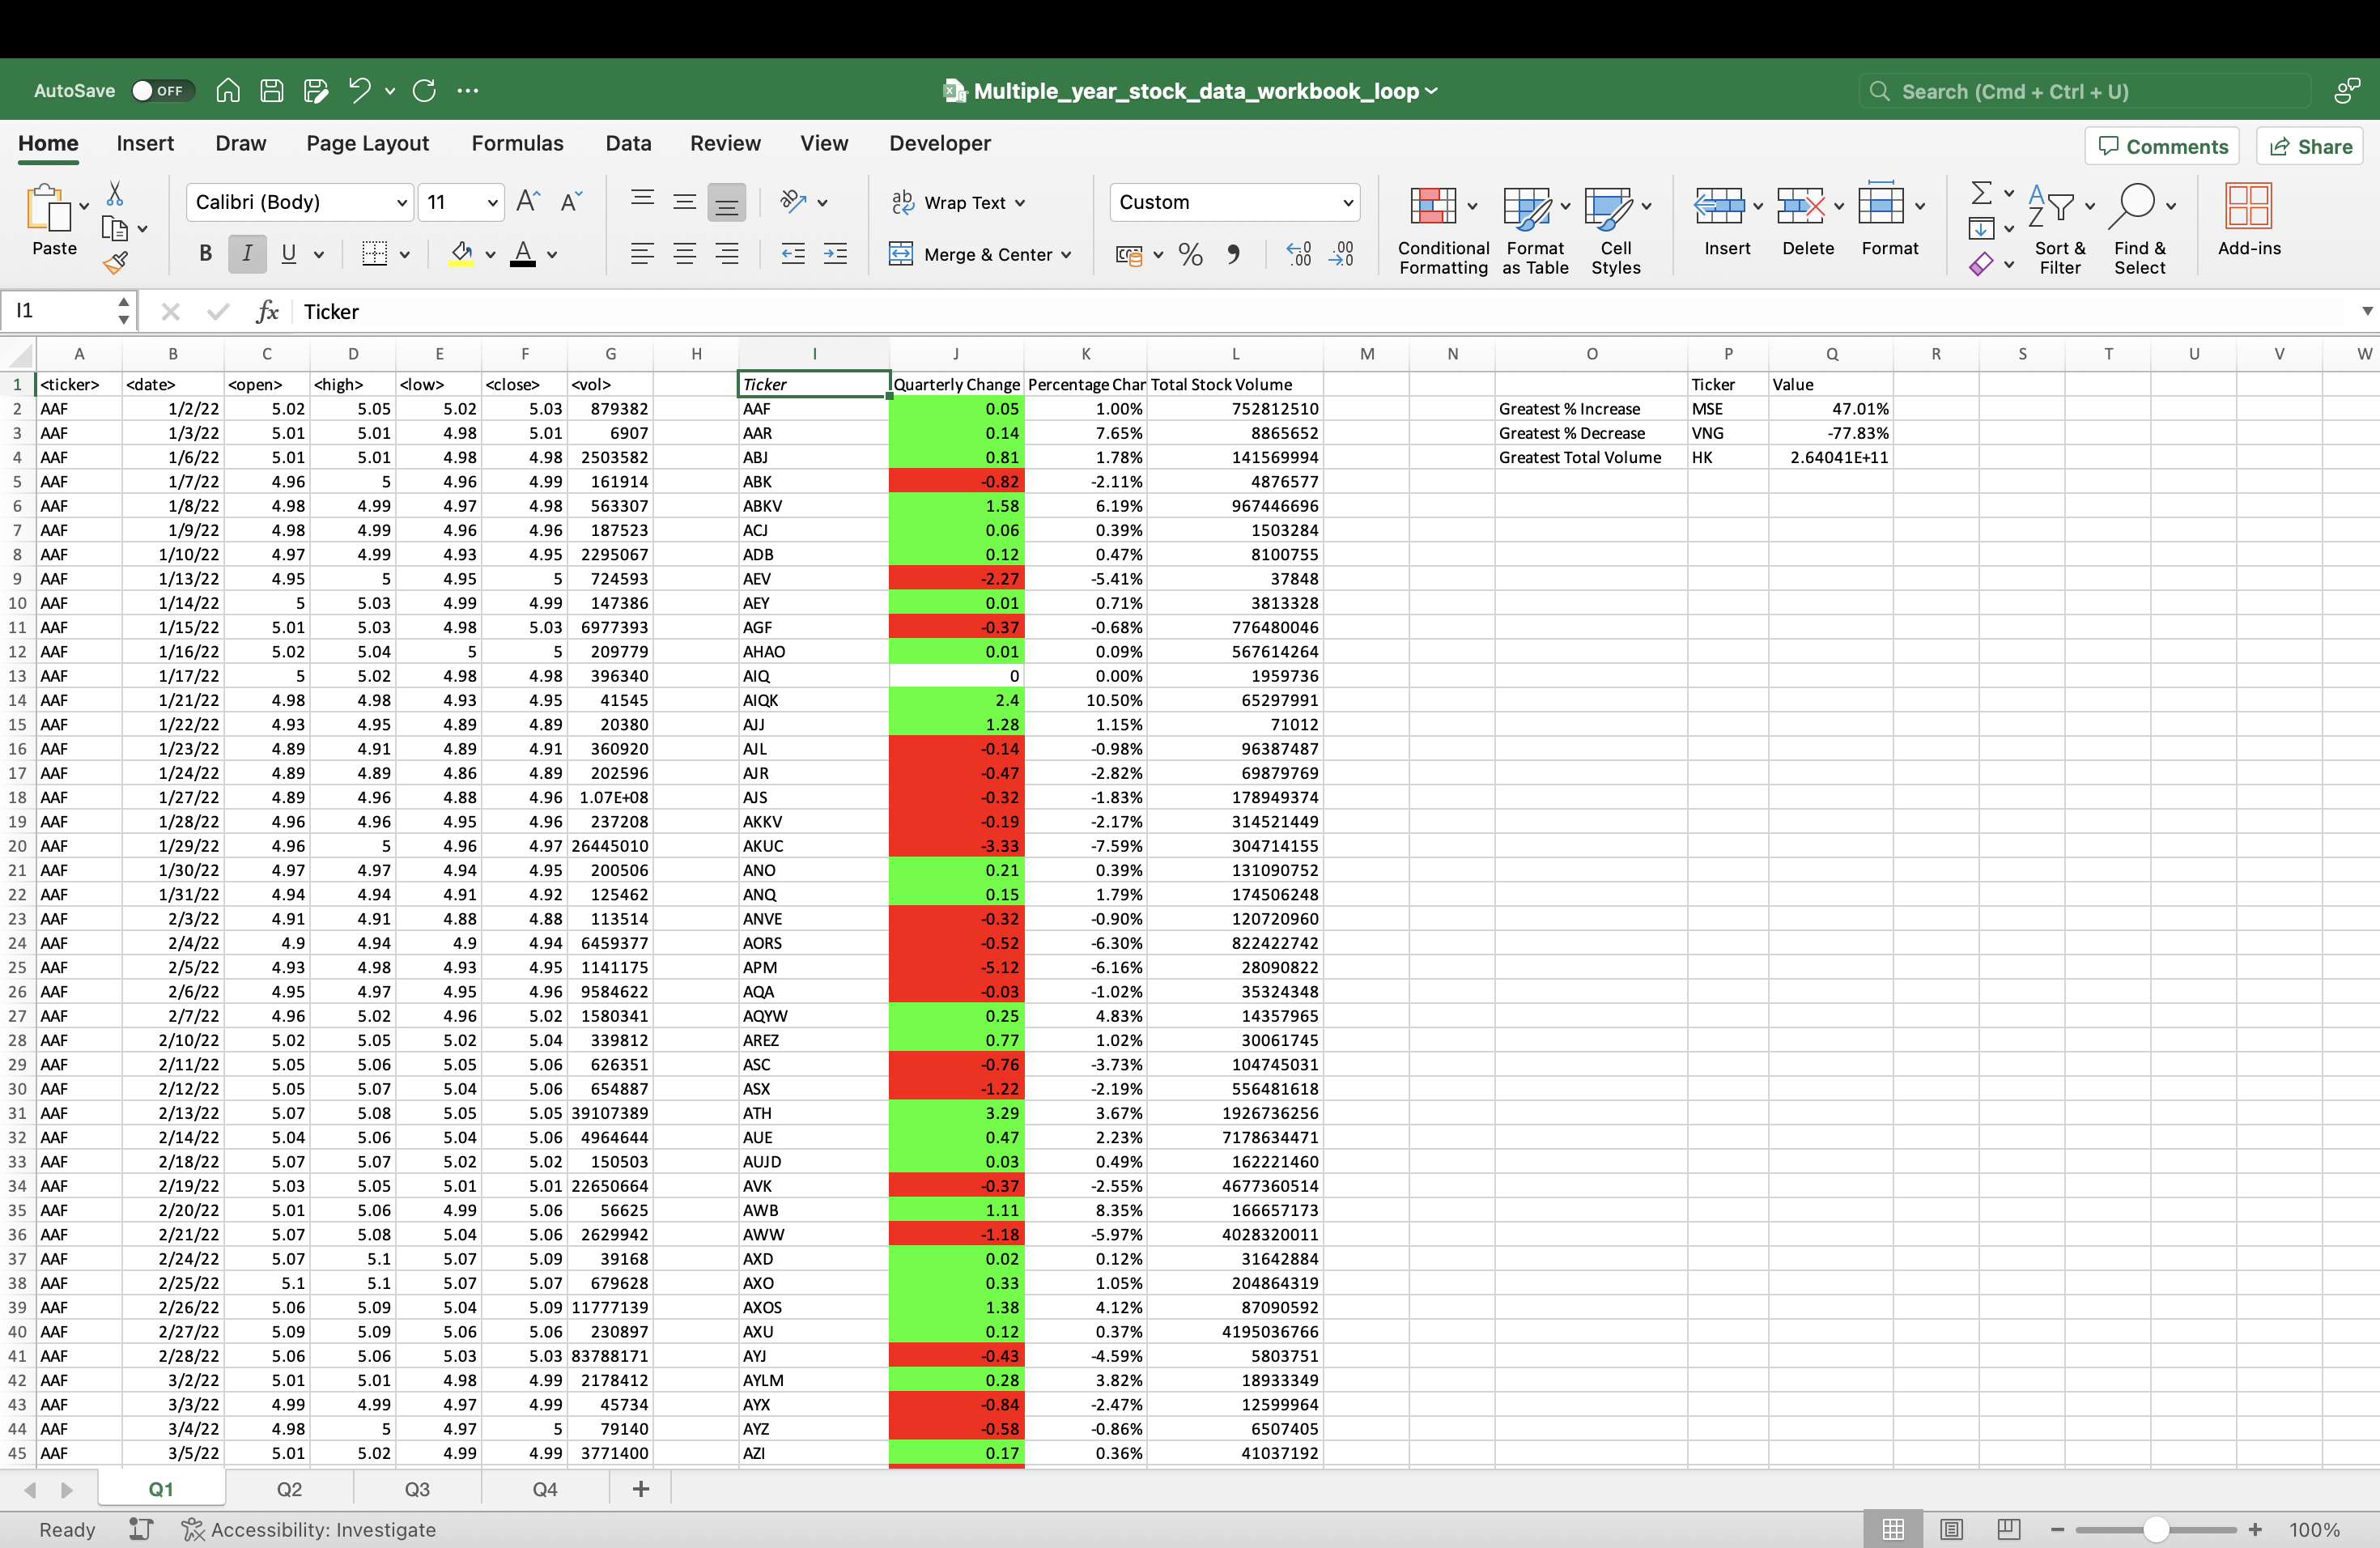 AutoSave OFF Multiple_year_stock_data_workbook_loop Search (Cmd + Ctrl + U)
Home Insert Draw Page Layout Formulas Data Review View Developer Comments Share
Paste Calibri (Body) 11 Wrap Text Custom Conditional Formatting Format as Table Cell Styles Insert Delete Format Sort & Filter Find & Select Add-ins
B I U Merge & Center
I1 fx Ticker
A B C D E F G H I J K L M N O P Q R S T U V W
1 <ticker> <date> <open> <high> <low> <close> <vol> Ticker Quarterly Change Percentage Char Total Stock Volume Ticker Value
2 AAF 1/2/22 5.02 5.05 5.02 5.03 879382 AAF 0.05 1.00% 752812510 Greatest % Increase MSE 47.01%
3 AAF 1/3/22 5.01 5.01 4.98 5.01 6907 AAR 0.14 7.65% 8865652 Greatest % Decrease VNG -77.83%
4 AAF 1/6/22 5.01 5.01 4.98 4.98 2503582 ABJ 0.81 1.78% 141569994 Greatest Total Volume HK 2.64041E+11
5 AAF 1/7/22 4.96 5 4.96 4.99 161914 ABK -0.82 -2.11% 4876577
6 AAF 1/8/22 4.98 4.99 4.97 4.98 563307 ABKV 1.58 6.19% 967446696
7 AAF 1/9/22 4.98 4.99 4.96 4.96 187523 ACJ 0.06 0.39% 1503284
8 AAF 1/10/22 4.97 4.99 4.93 4.95 2295067 ADB 0.12 0.47% 8100755
9 AAF 1/13/22 4.95 5 4.95 5 724593 AEV -2.27 -5.41% 37848
10 AAF 1/14/22 5 5.03 4.99 4.99 147386 AEY 0.01 0.71% 3813328
11 AAF 1/15/22 5.01 5.03 4.98 5.03 6977393 AGF -0.37 -0.68% 776480046
12 AAF 1/16/22 5.02 5.04 5 5 209779 AHAO 0.01 0.09% 567614264
13 AAF 1/17/22 5 5.02 4.98 4.98 396340 AIQ 0 0.00% 1959736
14 AAF 1/21/22 4.98 4.98 4.93 4.95 41545 AIQK 2.4 10.50% 65297991
15 AAF 1/22/22 4.93 4.95 4.89 4.89 20380 AJJ 1.28 1.15% 71012
16 AAF 1/23/22 4.89 4.91 4.89 4.91 360920 AJL -0.14 -0.98% 96387487
17 AAF 1/24/22 4.89 4.89 4.86 4.89 202596 AJR -0.47 -2.82% 69879769
18 AAF 1/27/22 4.89 4.96 4.88 4.96 1.07E+08 AJS -0.32 -1.83% 178949374
19 AAF 1/28/22 4.96 4.96 4.95 4.96 237208 AKKV -0.19 -2.17% 314521449
20 AAF 1/29/22 4.96 5 4.96 4.97 26445010 AKUC -3.33 -7.59% 304714155
21 AAF 1/30/22 4.97 4.97 4.94 4.95 200506 ANO 0.21 0.39% 131090752
22 AAF 1/31/22 4.94 4.94 4.91 4.92 125462 ANQ 0.15 1.79% 174506248
23 AAF 2/3/22 4.91 4.91 4.88 4.88 113514 ANVE -0.32 -0.90% 120720960
24 AAF 2/4/22 4.9 4.94 4.9 4.94 6459377 AORS -0.52 -6.30% 822422742
25 AAF 2/5/22 4.93 4.98 4.93 4.95 1141175 APM -5.12 -6.16% 28090822
26 AAF 2/6/22 4.95 4.97 4.95 4.96 9584622 AQA -0.03 -1.02% 35324348
27 AAF 2/7/22 4.96 5.02 4.96 5.02 1580341 AQYW 0.25 4.83% 14357965
28 AAF 2/10/22 5.02 5.05 5.02 5.04 339812 AREZ 0.77 1.02% 30061745
29 AAF 2/11/22 5.05 5.06 5.05 5.06 626351 ASC -0.76 -3.73% 104745031
30 AAF 2/12/22 5.05 5.07 5.04 5.06 654887 ASX -1.22 -2.19% 556481618
31 AAF 2/13/22 5.07 5.08 5.05 5.05 39107389 ATH 3.29 3.67% 1926736256
32 AAF 2/14/22 5.04 5.06 5.04 5.06 4964644 AUE 0.47 2.23% 7178634471
33 AAF 2/18/22 5.07 5.07 5.02 5.02 150503 AUJD 0.03 0.49% 162221460
34 AAF 2/19/22 5.03 5.05 5.01 5.01 22650664 AVK -0.37 -2.55% 4677360514
35 AAF 2/20/22 5.01 5.06 4.99 5.06 56625 AWB 1.11 8.35% 166657173
36 AAF 2/21/22 5.07 5.08 5.04 5.06 2629942 AWW -1.18 -5.97% 4028320011
37 AAF 2/24/22 5.07 5.1 5.07 5.09 39168 AXD 0.02 0.12% 31642884
38 AAF 2/25/22 5.1 5.1 5.07 5.07 679628 AXO 0.33 1.05% 204864319
39 AAF 2/26/22 5.06 5.09 5.04 5.09 11777139 AXOS 1.38 4.12% 87090592
40 AAF 2/27/22 5.09 5.09 5.06 5.06 230897 AXU 0.12 0.37% 4195036766
41 AAF 2/28/22 5.06 5.06 5.03 5.03 83788171 AYJ -0.43 -4.59% 5803751
42 AAF 3/2/22 5.01 5.01 4.98 4.99 2178412 AYLM 0.28 3.82% 18933349
43 AAF 3/3/22 4.99 4.99 4.97 4.99 45734 AYX -0.84 -2.47% 12599964
44 AAF 3/4/22 4.98 5 4.97 5 79140 AYZ -0.58 -0.86% 6507405
45 AAF 3/5/22 5.01 5.02 4.99 4.99 3771400 AZI 0.17 0.36% 41037192
Q1 Q2 Q3 Q4 +
Ready Accessibility: Investigate 100%